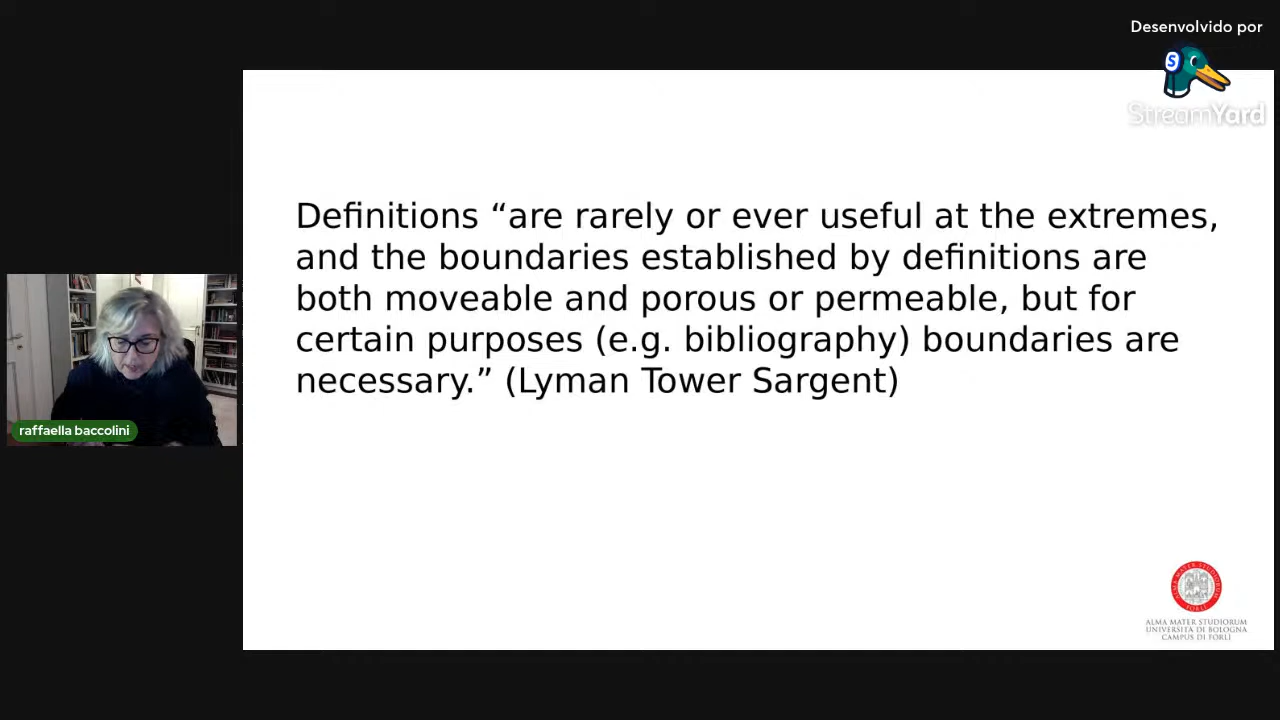 Desenvolvido por
StreamYard
Definitions “are rarely or ever useful at the extremes,
and the boundaries established by definitions are
both moveable and porous or permeable, but for
certain purposes (e.g. bibliography) boundaries are
necessary.” (Lyman Tower Sargent)
raffaella baccolini
ALMA MATER STUDIORUM
UNIVERSITÀ DI BOLOGNA
CAMPUS DI FORLÌ